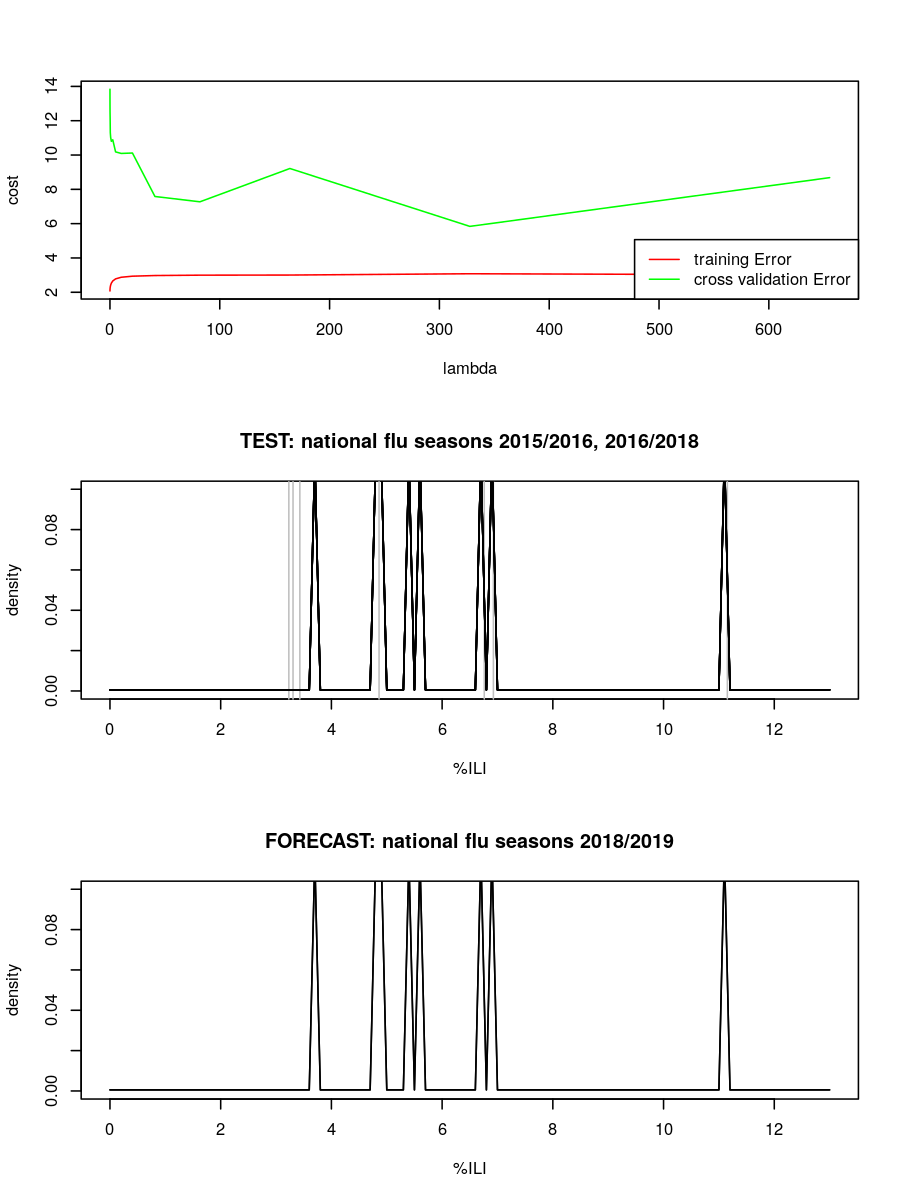 14
12
10
8
6
4
2
cost
training Error
cross validation Error
0 100 200 300 400 500 600
lambda
TEST: national flu seasons 2015/2016, 2016/2018
0.08
0.04
0.00
density
0 2 4 6 8 10 12
%ILI
FORECAST: national flu seasons 2018/2019
0.08
0.04
0.00
density
0 2 4 6 8 10 12
%ILI